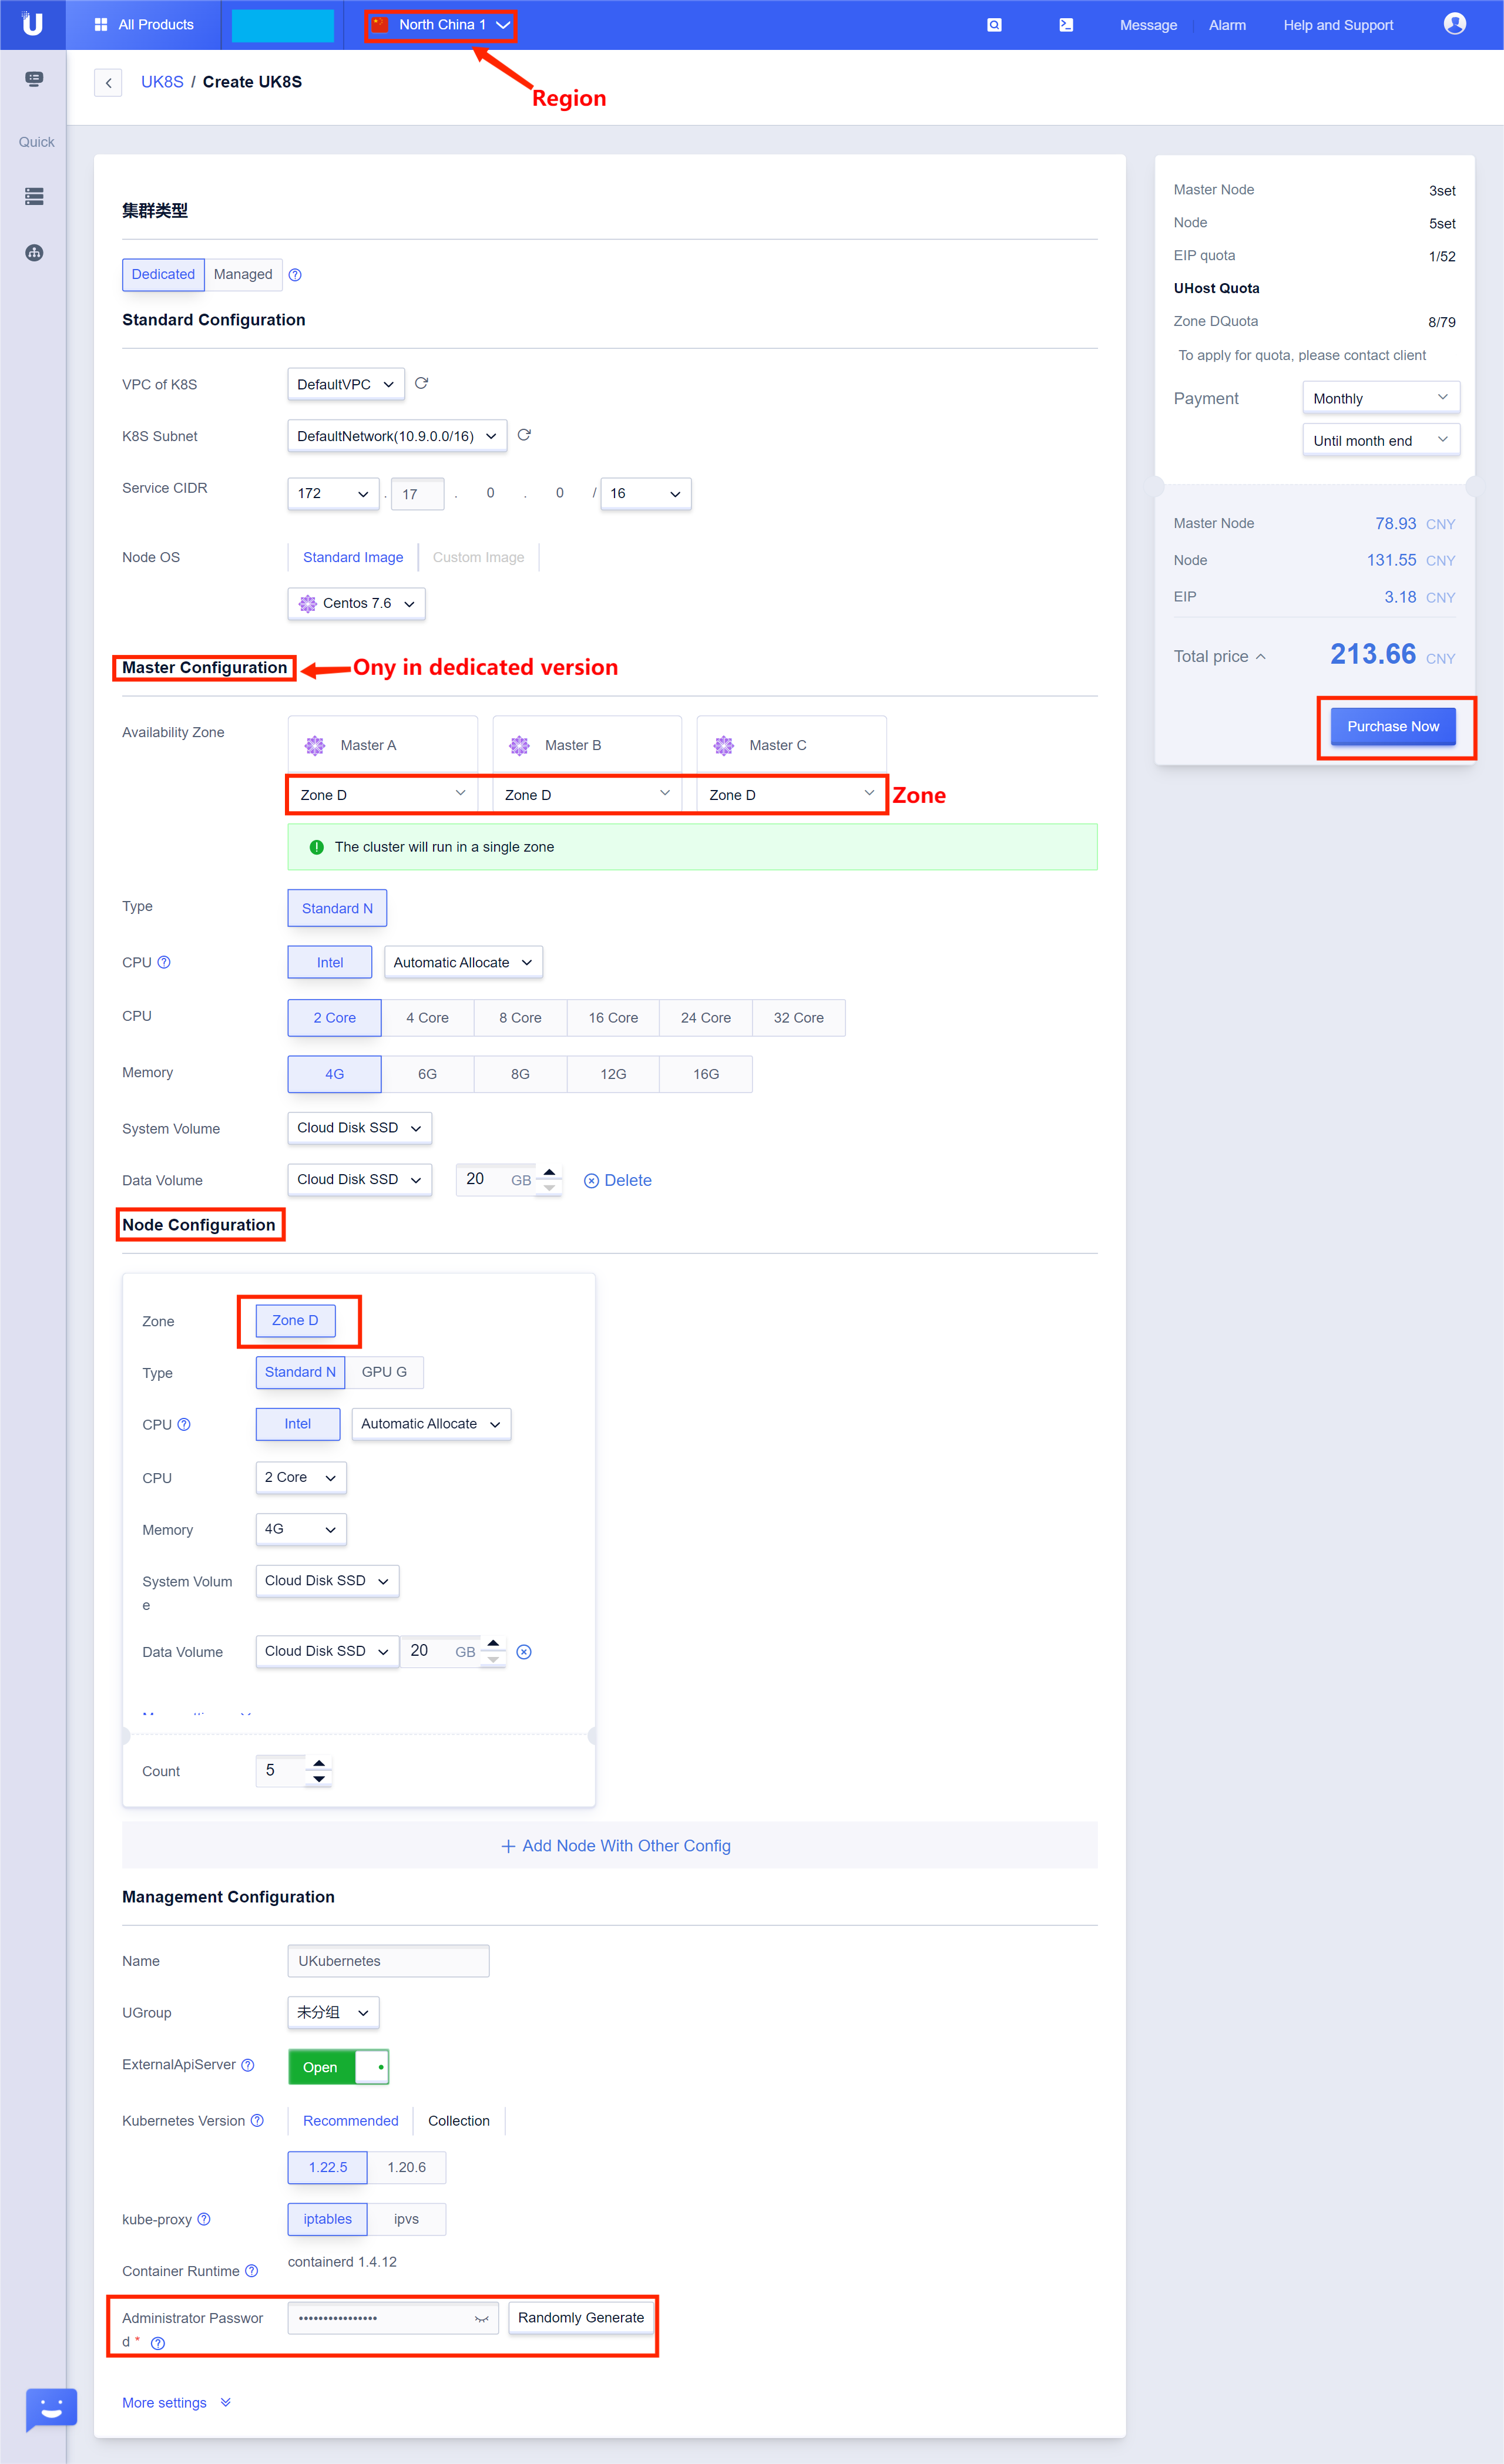 All Products
North China 1
Message
Alarm
Help and Support
UK8S / Create UK8S
Region
Quick
集群类型
Dedicated Managed
Standard Configuration
VPC of K8S DefaultVPC
K8S Subnet DefaultNetwork(10.9.0.0/16)
Service CIDR 172 . 17 . 0 . 0 / 16
Node OS Standard Image Custom Image
Centos 7.6
Master Configuration Ony in dedicated version
Availability Zone Master A Master B Master C
Zone D Zone D Zone D Zone
The cluster will run in a single zone
Type Standard N
CPU Intel Automatic Allocate
CPU 2 Core 4 Core 8 Core 16 Core 24 Core 32 Core
Memory 4G 6G 8G 12G 16G
System Volume Cloud Disk SSD
Data Volume Cloud Disk SSD 20 GB Delete
Node Configuration
Zone Zone D
Type Standard N GPU G
CPU Intel Automatic Allocate
CPU 2 Core
Memory 4G
System Volum
e Cloud Disk SSD
Data Volume Cloud Disk SSD 20 GB
Count 5
Add Node With Other Config
Management Configuration
Name UKubernetes
UGroup 未分组
ExternalApiServer Open
Kubernetes Version Recommended Collection
1.22.5 1.20.6
kube-proxy iptables ipvs
Container Runtime containerd 1.4.12
Administrator Passwor
d * Randomly Generate
More settings
Master Node 3set
Node 5set
EIP quota 1/52
UHost Quota
Zone DQuota 8/79
To apply for quota, please contact client
Payment Monthly
Until month end
Master Node 78.93 CNY
Node 131.55 CNY
EIP 3.18 CNY
Total price 213.66 CNY
Purchase Now